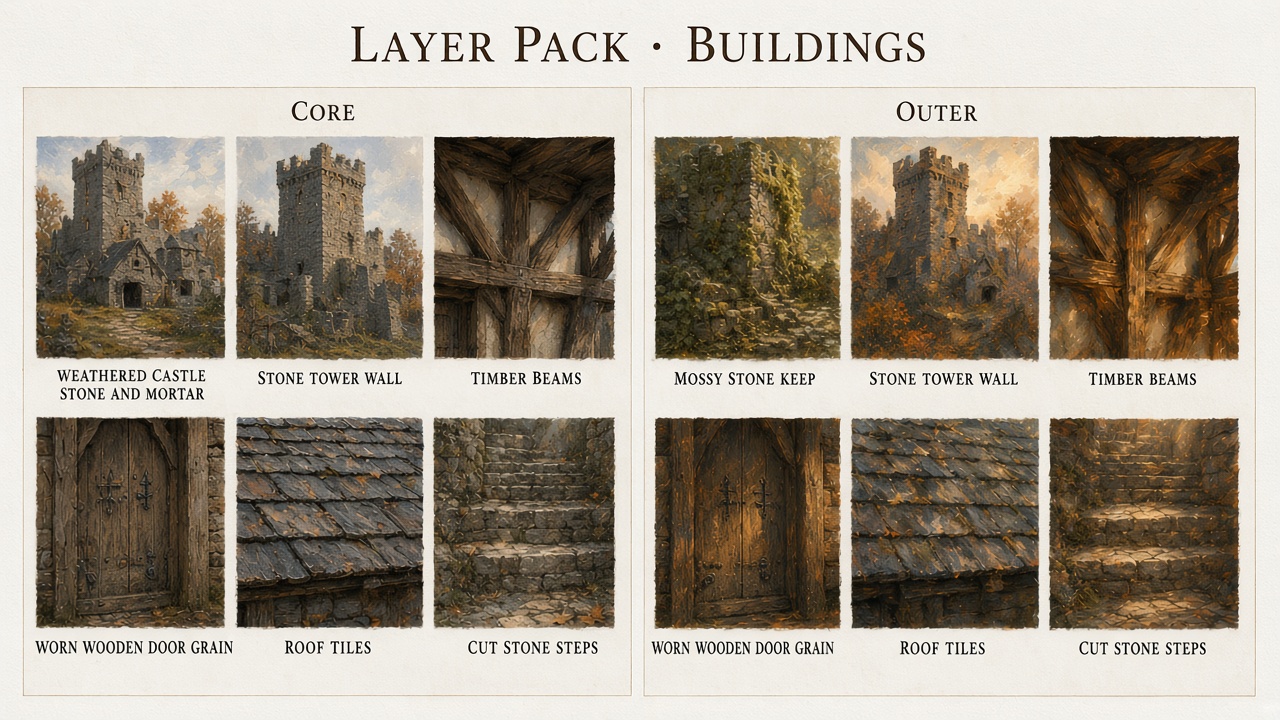 Layer Pack · Buildings
Core
Outer
Weathered Castle
Stone and Mortar
Stone Tower Wall
Timber Beams
Mossy Stone Keep
Stone Tower Wall
Timber Beams
Worn Wooden Door Grain
Roof Tiles
Cut Stone Steps
Worn Wooden Door Grain
Roof Tiles
Cut Stone Steps